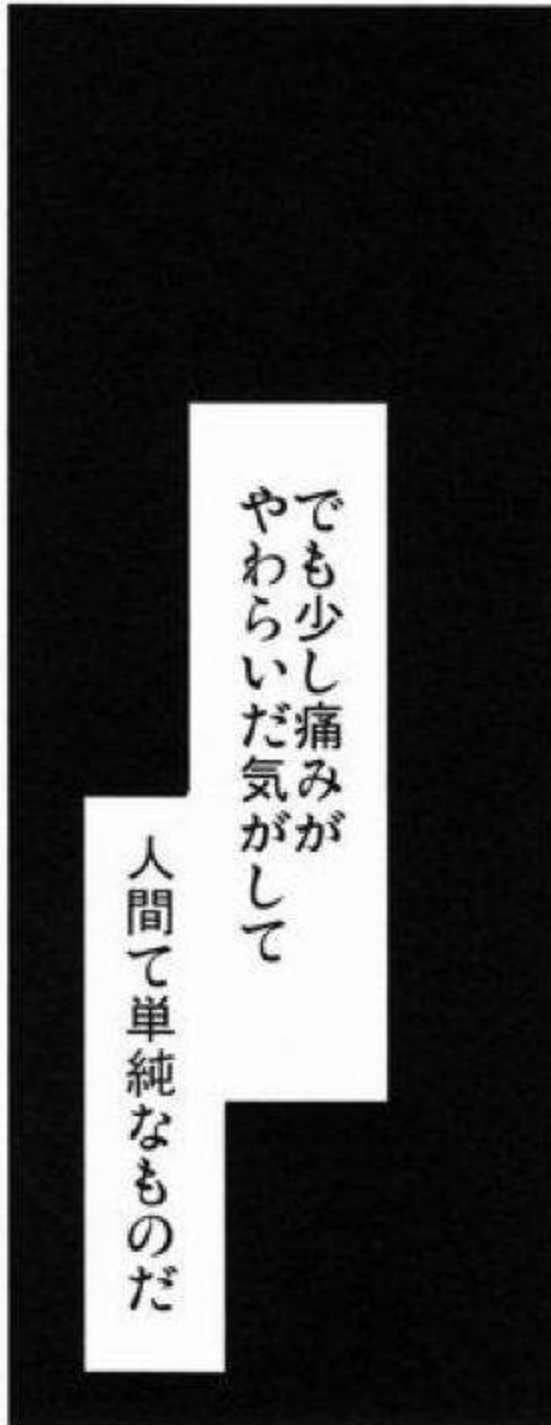 でも少し痛みが
やわらいだ気がして
人間て単純なものだ